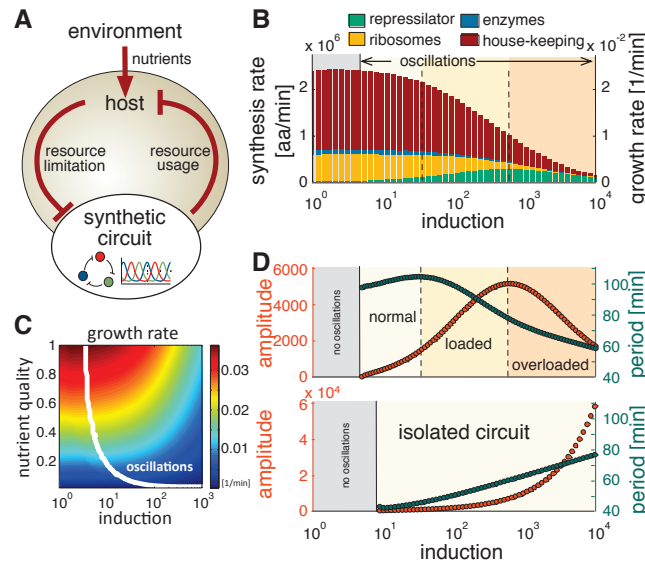 A
environment
nutrients
host
resource
limitation
resource
usage
synthetic
circuit
B
repressilator
enzymes
ribosomes
house-keeping
x 10^6
x 10^-2
oscillations
synthesis rate
[aa/min]
2
1
0
growth rate [1/min]
2
1
0
10^0 10^1 10^2 10^3 10^4
induction
C
growth rate
nutrient quality
1
0.8
0.6
0.4
0.2
oscillations
10^0 10^1 10^2 10^3
induction
0.03
0.02
0.01
[1/min]
D
amplitude
6000
4000
2000
0
no oscillations
normal
loaded
overloaded
period [min]
100
80
60
40
x 10^4
amplitude
6
4
2
0
no oscillations
isolated circuit
period [min]
100
80
60
40
10^0 10^1 10^2 10^3 10^4
induction